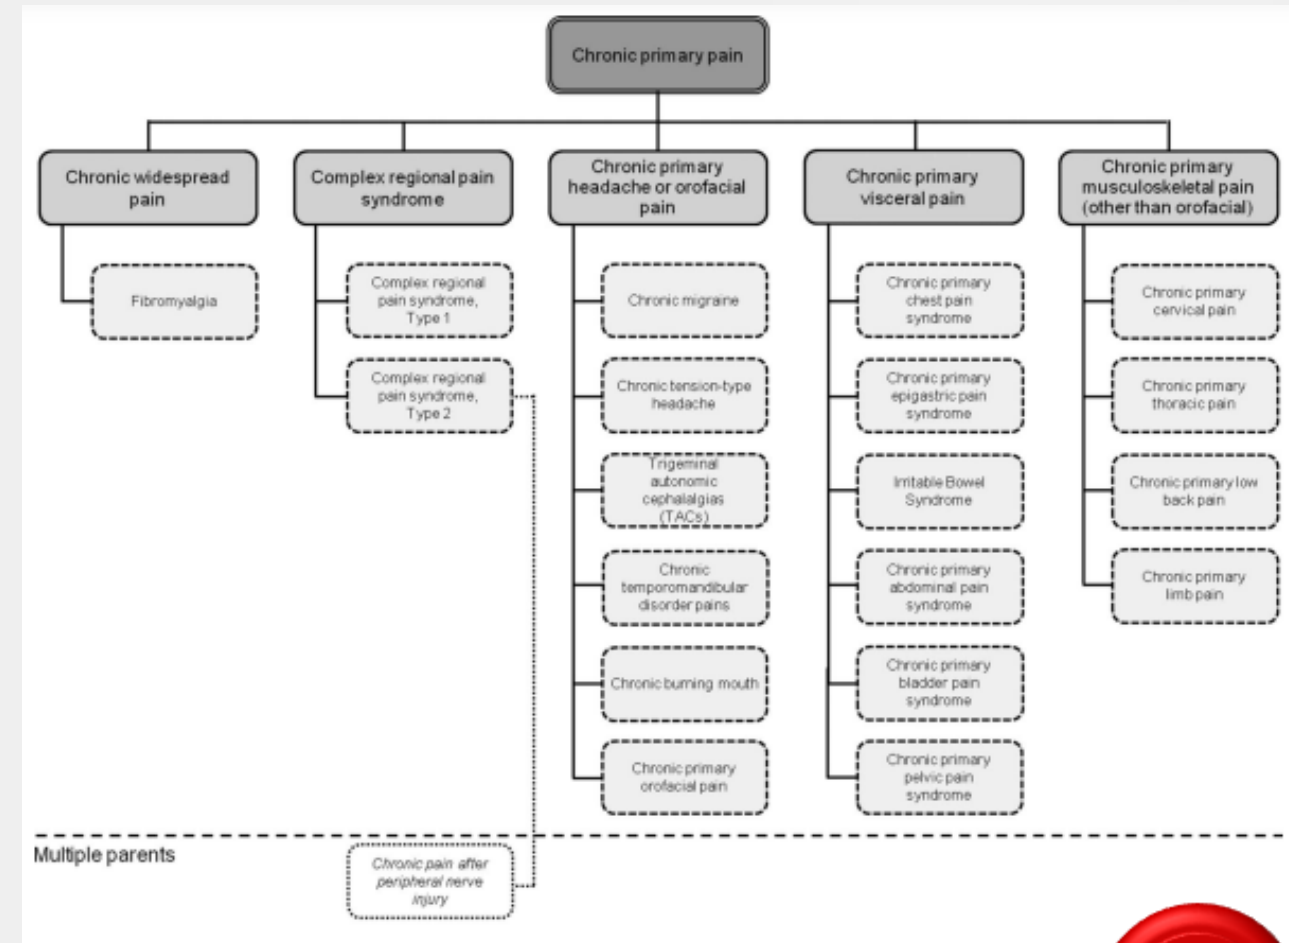 Chronic primary pain
Chronic widespread
pain
Fibromyalgia
Complex regional pain
syndrome
Complex regional
pain syndrome,
Type 1
Complex regional
pain syndrome,
Type 2
Chronic primary
headache or orofacial
pain
Chronic migraine
Chronic tension-type
headache
Trigeminal
autonomic
cephalalgias
(TACs)
Chronic
temporomandibular
disorder pains
Chronic burning mouth
Chronic primary
orofacial pain
Chronic primary
visceral pain
Chronic primary
chest pain
syndrome
Chronic primary
epigastric pain
syndrome
Irritable Bowel
Syndrome
Chronic primary
abdominal pain
syndrome
Chronic primary
bladder pain
syndrome
Chronic primary
pelvic pain
syndrome
Chronic primary
musculoskeletal pain
(other than orofacial)
Chronic primary
cervical pain
Chronic primary
thoracic pain
Chronic primary low
back pain
Chronic primary
limb pain
Multiple parents
Chronic pain after
peripheral nerve
injury